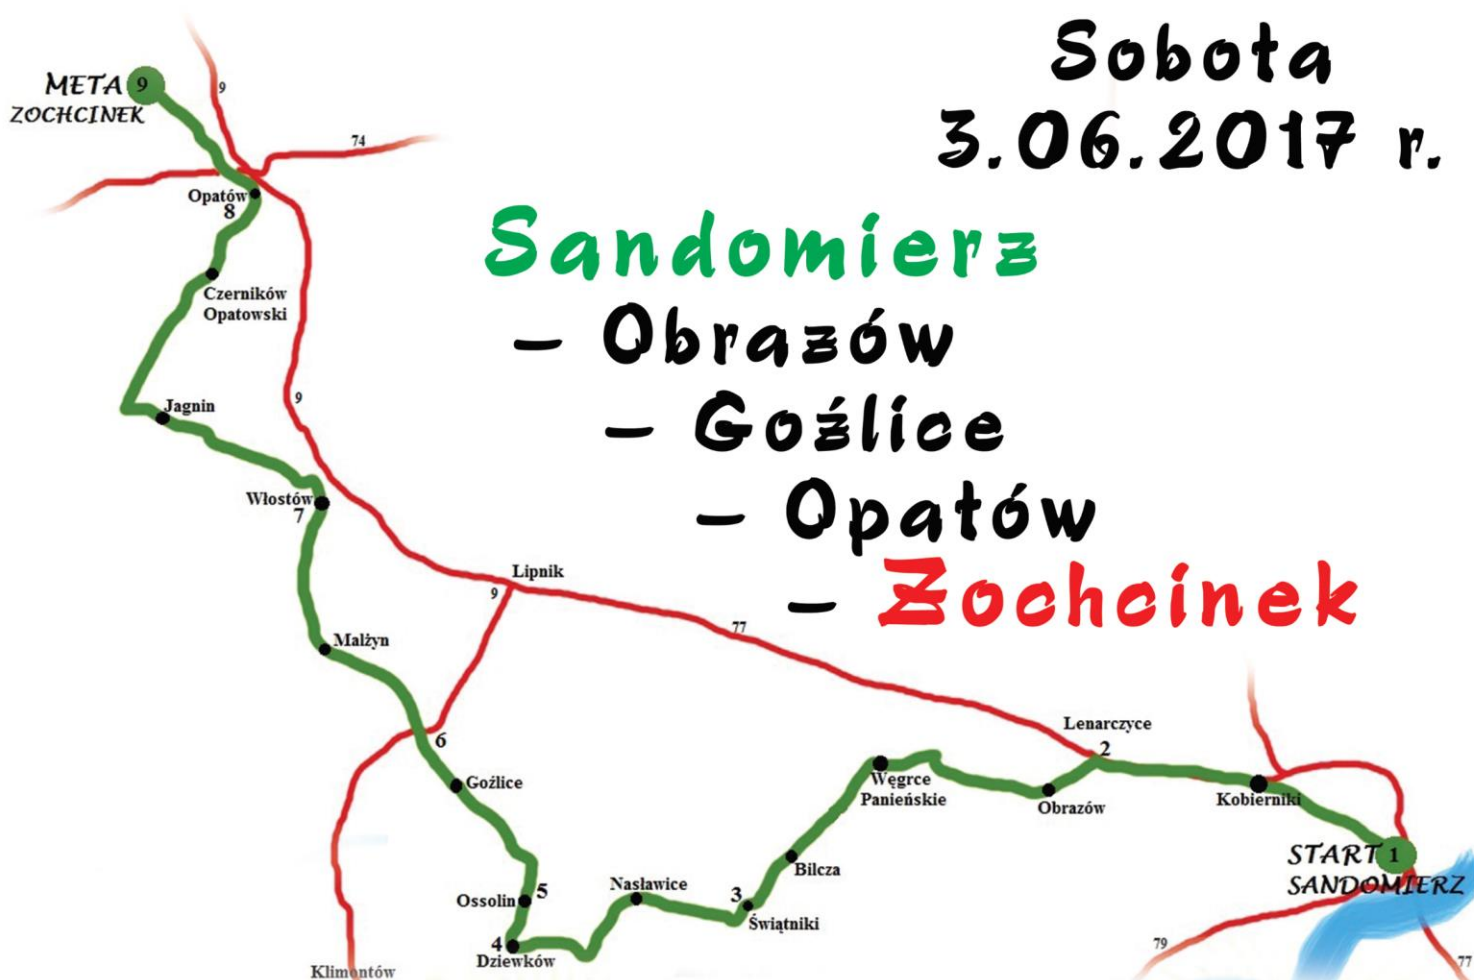 Sobota
3.06.2017 r.
META 9
ZOCHCINEK
9
74
Opatów
8
Sandomierz
– Obrazów
– Goźlice
– Opatów
– Zochcinek
Czerników
Opatowski
9
Jagnin
Włostów
7
Lipnik
9
77
Malżyn
6
Goźlice
Lenarczyce
2
Węgrce
Panieńskie
Obrazów
Kobierniki
START 1
SANDOMIERZ
Bilcza
Nasławice
3
Świątniki
Ossolin
5
4
Dziewków
79
77
Klimontów